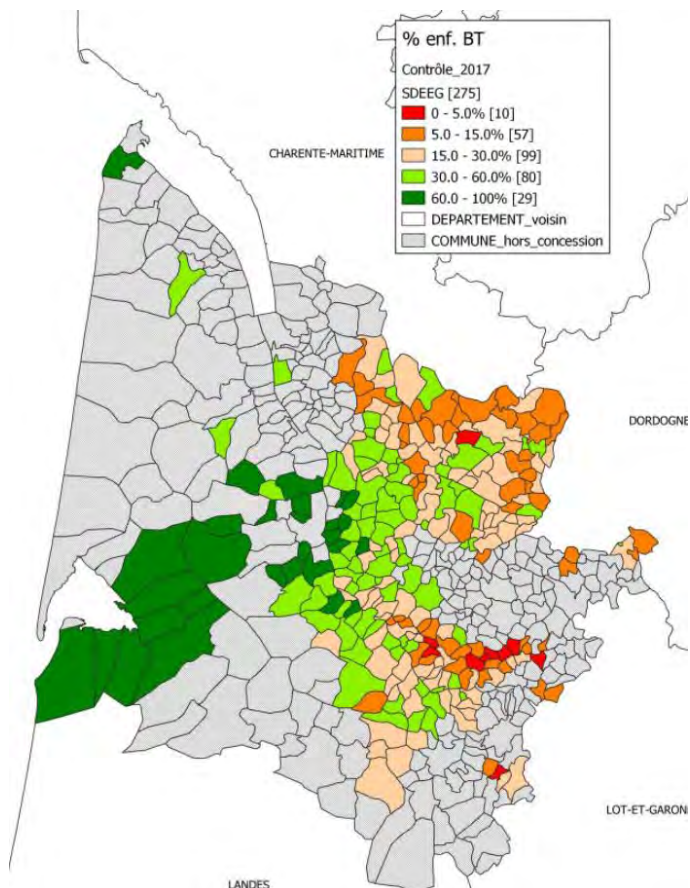 % enf. BT
Contrôle_2017
SDEEG [275]
0 - 5.0% [10]
5.0 - 15.0% [57]
15.0 - 30.0% [99]
30.0 - 60.0% [80]
60.0 - 100% [29]
DEPARTEMENT_voisin
COMMUNE_hors_concession
CHARENTE-MARITIME
DORDOGNE
LOT-ET-GARON
LANDES